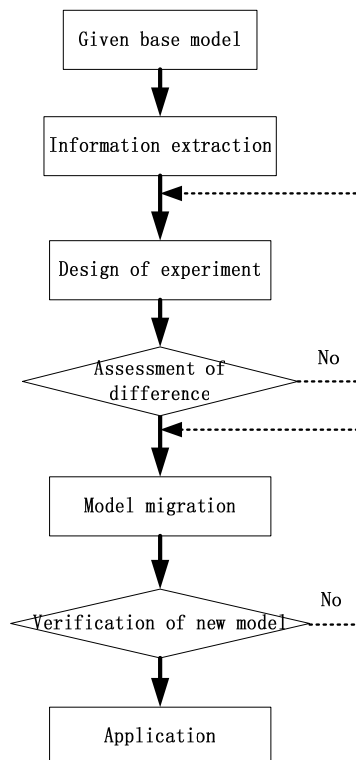 Given base model
Information extraction
Design of experiment
Assessment of
difference
No
Model migration
Verification of new model
No
Application